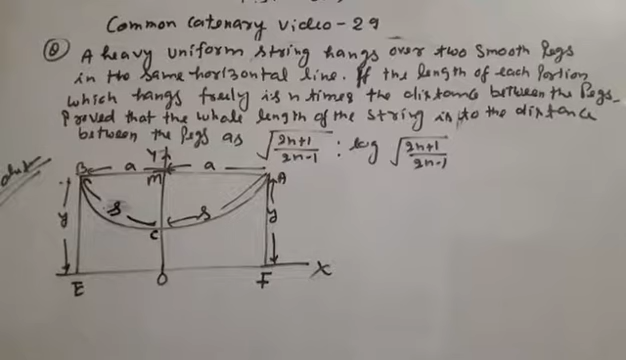 Common Catenary Video - 29
Q A heavy uniform string hangs over two smooth Pegs
in the same horizontal line. If the length of each Portion
which hangs freely is n times the distance between the Pegs.
Proved that the whole length of the string is to the distance
between the Pegs as √(2n+1/2n-1) : log √(2n+1/2n-1)
B a M a A
Y
y S S y
C
E O F X